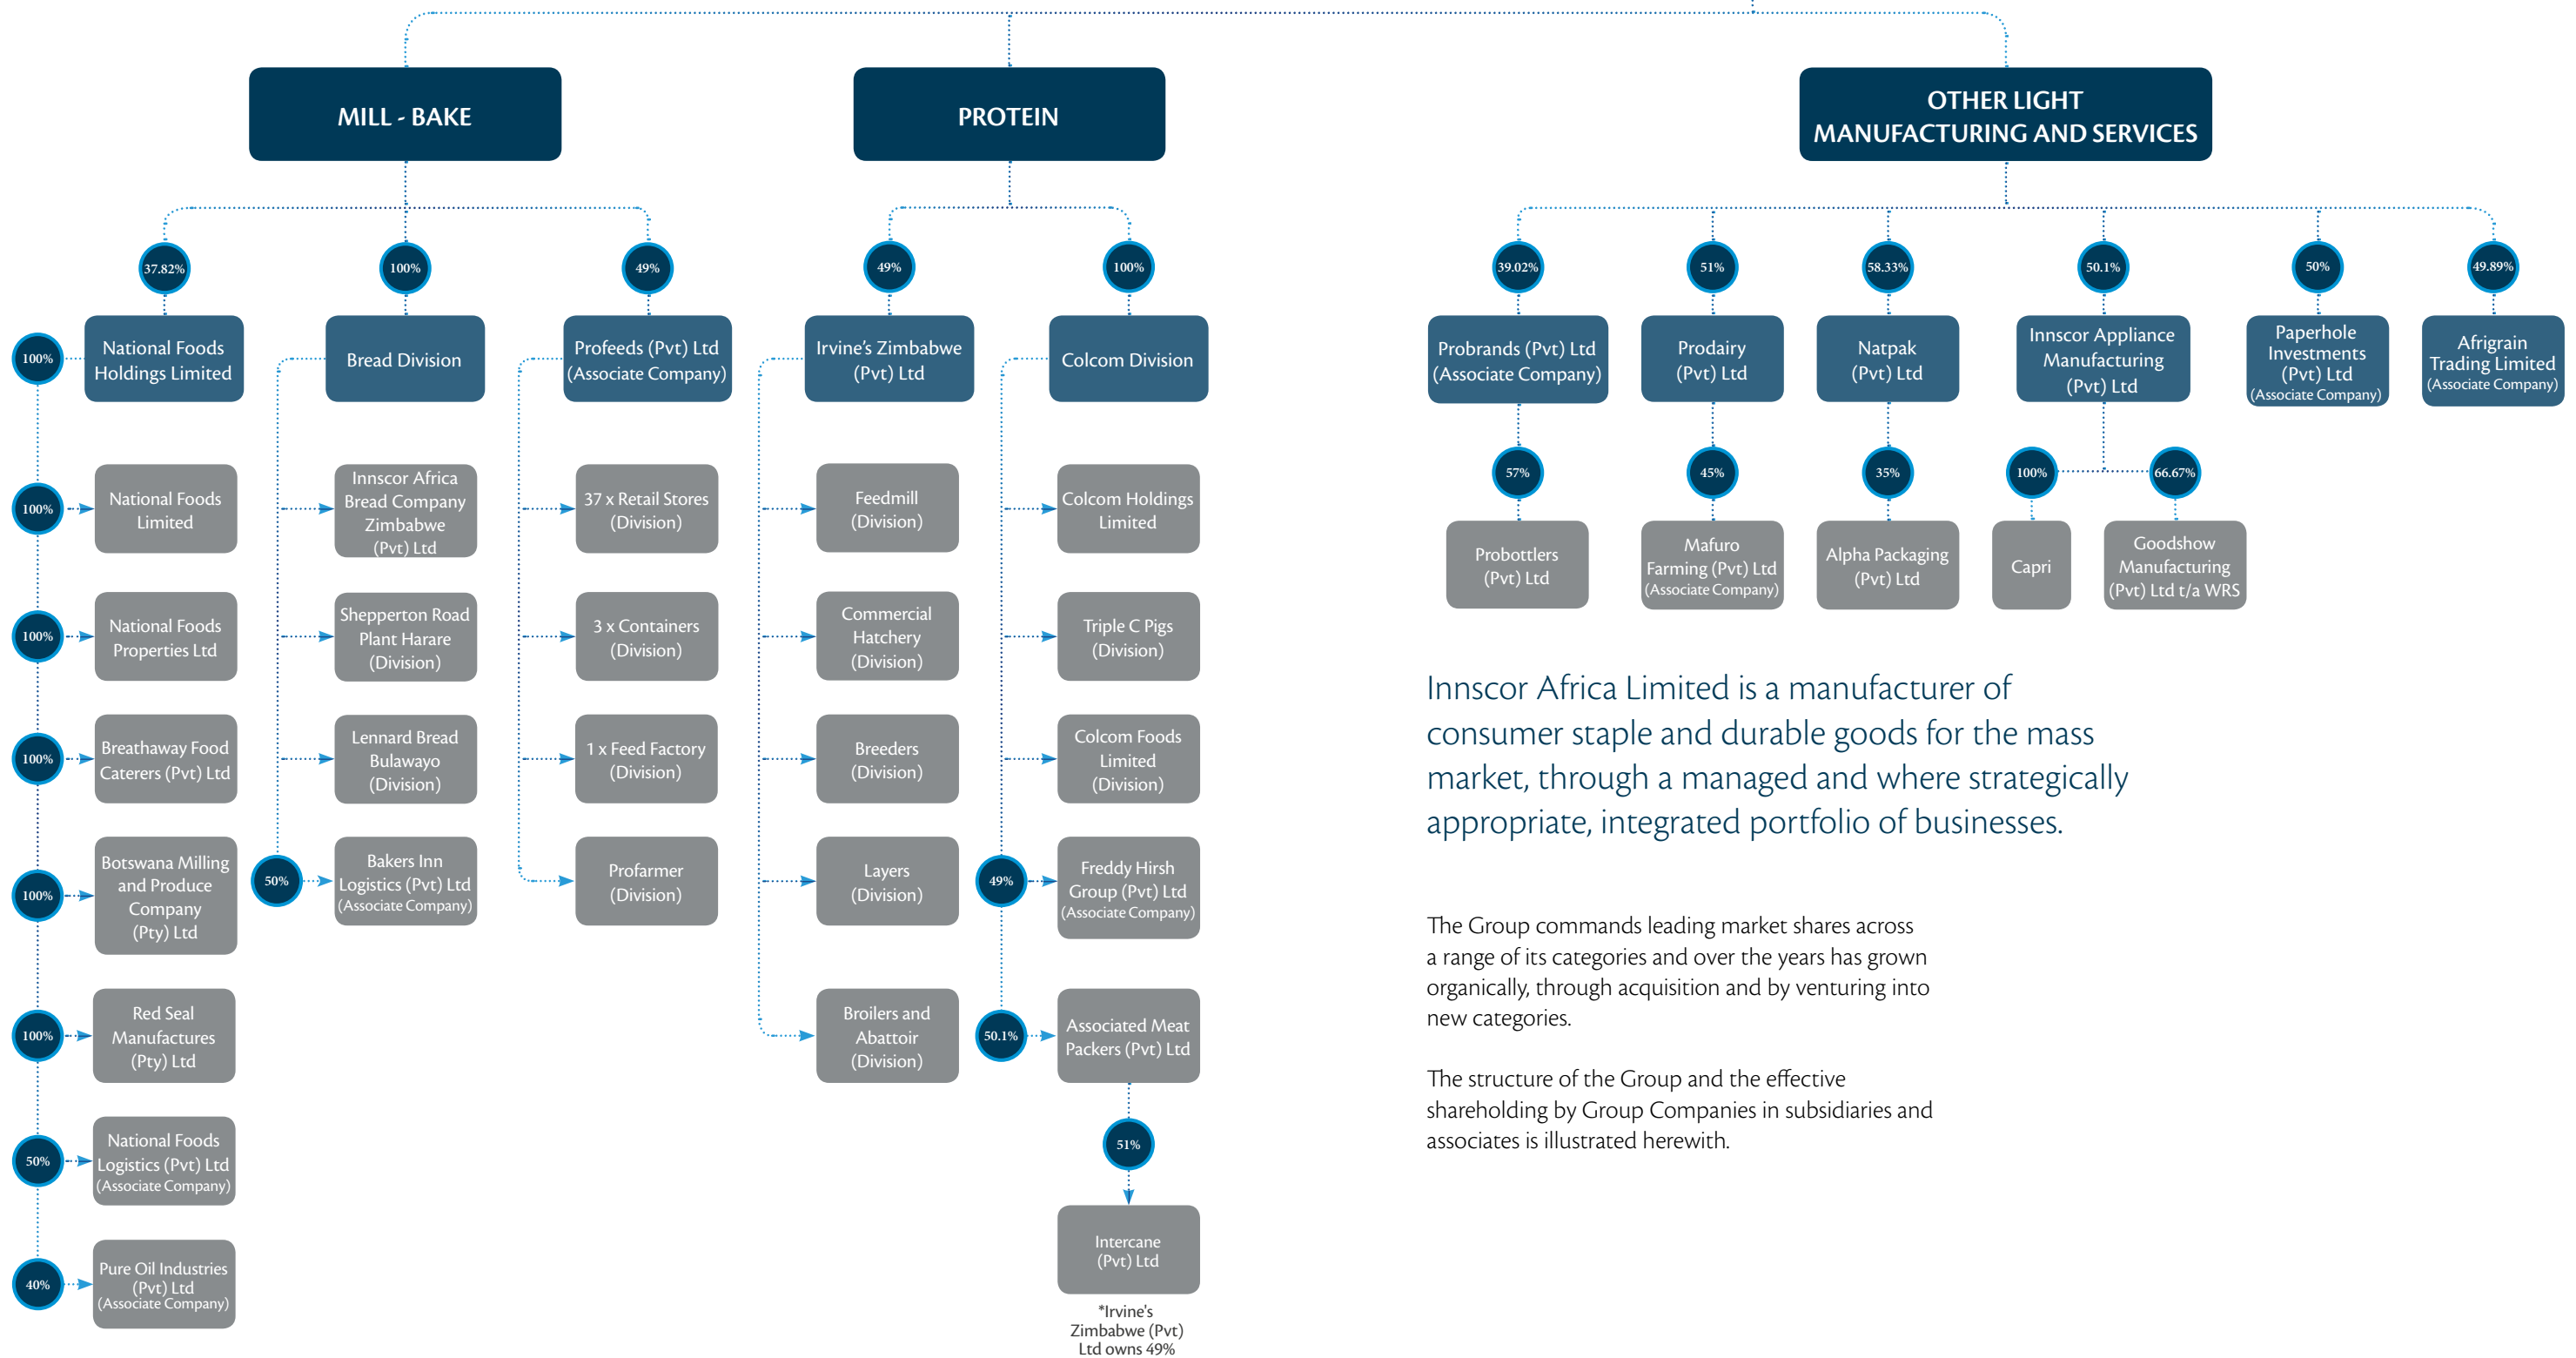 MILL - BAKE
PROTEIN
OTHER LIGHT
MANUFACTURING AND SERVICES
37.82%
100%
49%
49%
100%
39.02%
51%
58.33%
50.1%
50%
49.89%
100%
National Foods
Holdings Limited
Bread Division
Profeeds (Pvt) Ltd
(Associate Company)
Irvine’s Zimbabwe
(Pvt) Ltd
Colcom Division
Probrands (Pvt) Ltd
(Associate Company)
Prodairy
(Pvt) Ltd
Natpak
(Pvt) Ltd
Innscor Appliance
Manufacturing
(Pvt) Ltd
Paperhole
Investments
(Pvt) Ltd
(Associate Company)
Afrigrain
Trading Limited
(Associate Company)
100%
National Foods
Limited
100%
National Foods
Properties Ltd
100%
Breathaway Food
Caterers (Pvt) Ltd
100%
Botswana Milling
and Produce
Company
(Pty) Ltd
100%
Red Seal
Manufactures
(Pty) Ltd
50%
National Foods
Logistics (Pvt) Ltd
(Associate Company)
40%
Pure Oil Industries
(Pvt) Ltd
(Associate Company)
Innscor Africa
Bread Company
Zimbabwe
(Pvt) Ltd
Shepperton Road
Plant Harare
(Division)
Lennard Bread
Bulawayo
(Division)
50%
Bakers Inn
Logistics (Pvt) Ltd
(Associate Company)
37 x Retail Stores
(Division)
3 x Containers
(Division)
1 x Feed Factory
(Division)
Profarmer
(Division)
Feedmill
(Division)
Commercial
Hatchery
(Division)
Breeders
(Division)
Layers
(Division)
Broilers and
Abattoir
(Division)
Colcom Holdings
Limited
Triple C Pigs
(Division)
Colcom Foods
Limited
(Division)
49%
Freddy Hirsh
Group (Pvt) Ltd
(Associate Company)
50.1%
Associated Meat
Packers (Pvt) Ltd
51%
Intercane
(Pvt) Ltd
*Irvine's
Zimbabwe (Pvt)
Ltd owns 49%
57%
45%
35%
100%
66.67%
Probottlers
(Pvt) Ltd
Mafuro
Farming (Pvt) Ltd
(Associate Company)
Alpha Packaging
(Pvt) Ltd
Capri
Goodshow
Manufacturing
(Pvt) Ltd t/a WRS
Innscor Africa Limited is a manufacturer of
consumer staple and durable goods for the mass
market, through a managed and where strategically
appropriate, integrated portfolio of businesses.
The Group commands leading market shares across
a range of its categories and over the years has grown
organically, through acquisition and by venturing into
new categories.
The structure of the Group and the effective
shareholding by Group Companies in subsidiaries and
associates is illustrated herewith.